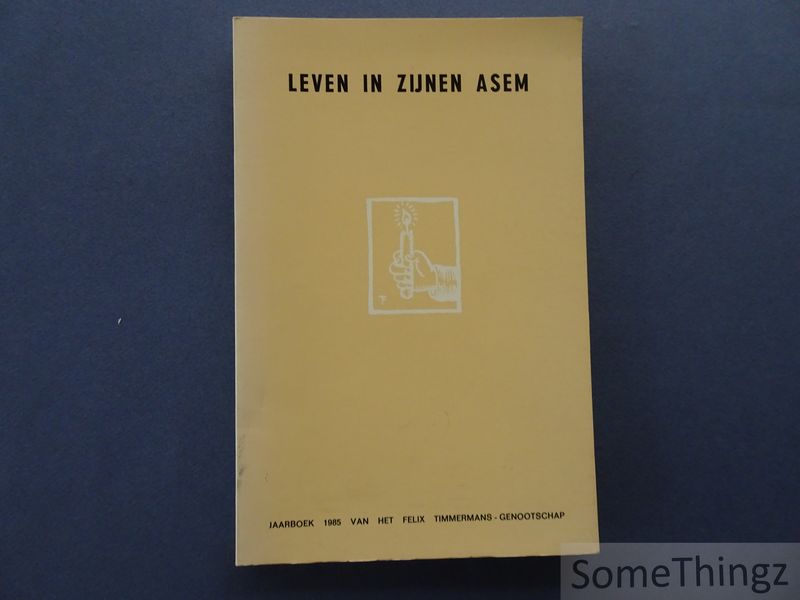 LEVEN IN ZIJNEN ASEM
JAARBOEK 1985 VAN HET FELIX TIMMERMANS-GENOOTSCHAP
SomeThingz